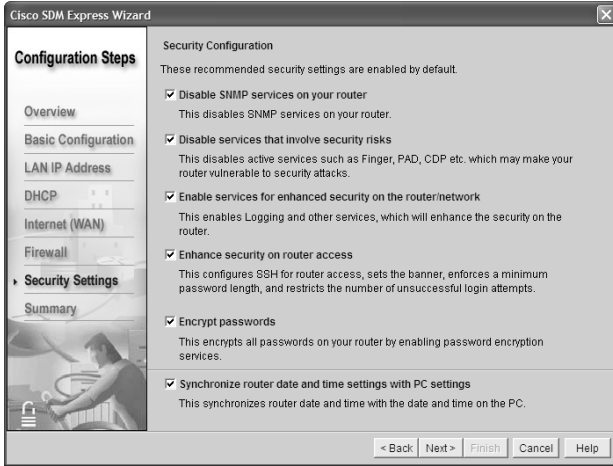 Cisco SDM Express Wizard
Configuration Steps
Overview
Basic Configuration
LAN IP Address
DHCP
Internet (WAN)
Firewall
Security Settings
Summary
Security Configuration
These recommended security settings are enabled by default.
Disable SNMP services on your router
This disables SNMP services on your router.
Disable services that involve security risks
This disables active services such as Finger, PAD, CDP etc. which may make your
router vulnerable to security attacks.
Enable services for enhanced security on the router/network
This enables Logging and other services, which will enhance the security on the
router.
Enhance security on router access
This configures SSH for router access, sets the banner, enforces a minimum
password length, and restricts the number of unsuccessful login attempts.
Encrypt passwords
This encrypts all passwords on your router by enabling password encryption
services.
Synchronize router date and time settings with PC settings
This synchronizes router date and time with the date and time on the PC.
< Back Next > Finish Cancel Help